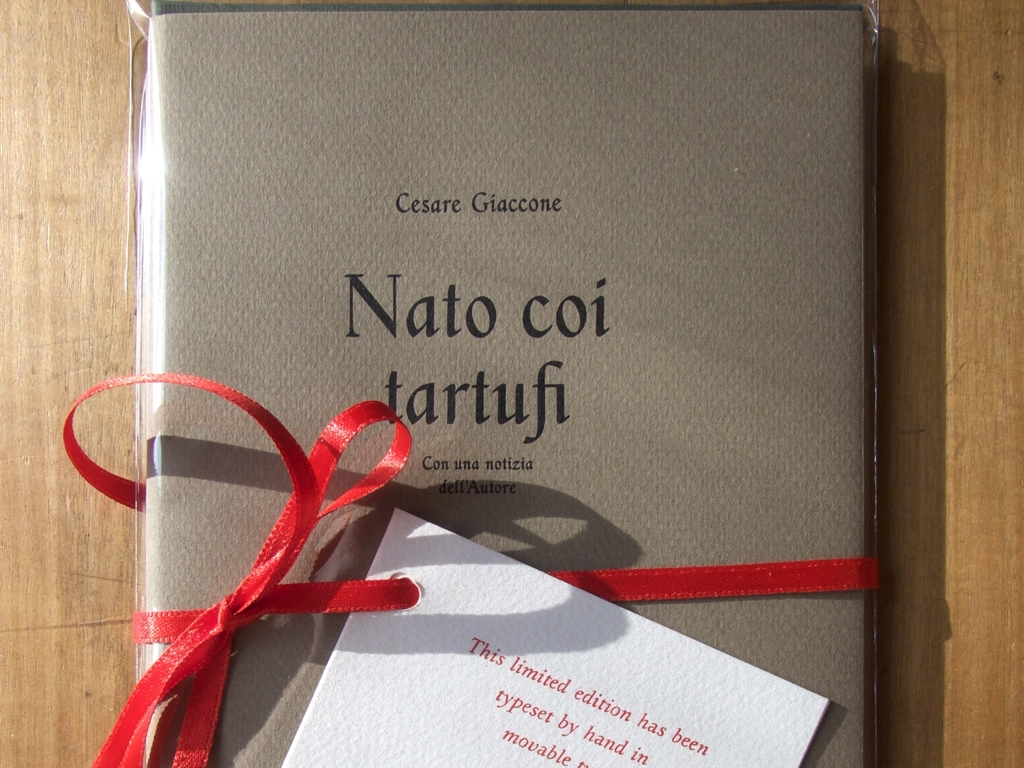 Cesare Giaccone
Nato coi
tartufi
Con una notizia
dell'Autore
This limited edition has been
typeset by hand in
movable